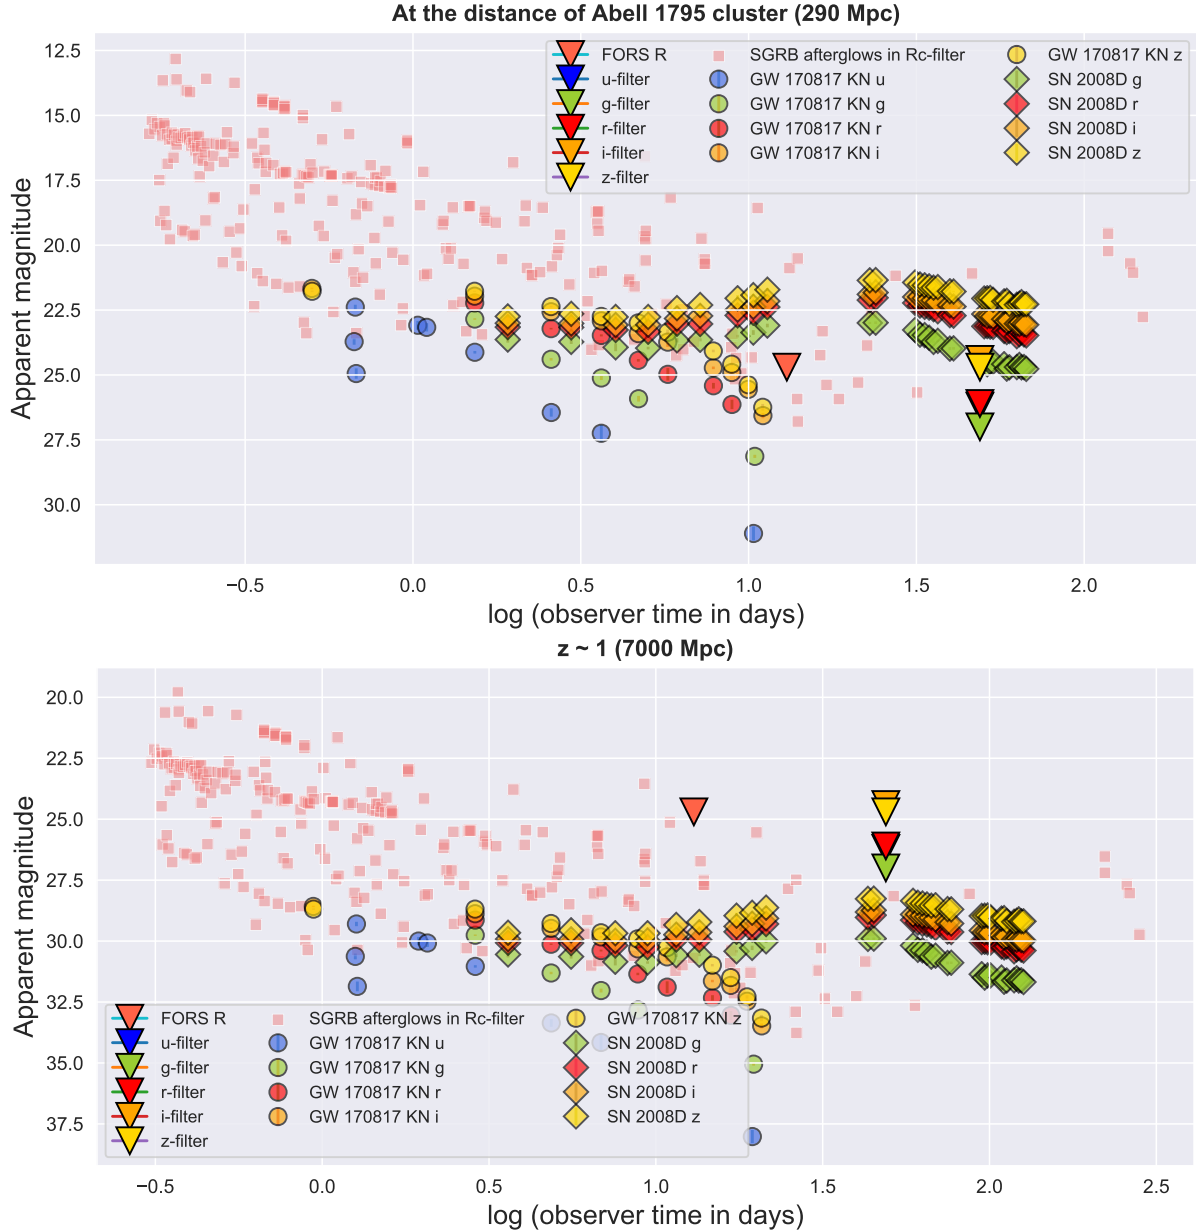 At the distance of Abell 1795 cluster (290 Mpc)
FORS R
u-filter
g-filter
r-filter
i-filter
z-filter
SGRB afterglows in Rc-filter
GW 170817 KN u
GW 170817 KN g
GW 170817 KN r
GW 170817 KN i
GW 170817 KN z
SN 2008D g
SN 2008D r
SN 2008D i
SN 2008D z
Apparent magnitude
12.5
15.0
17.5
20.0
22.5
25.0
27.5
30.0
−0.5
0.0
0.5
1.0
1.5
2.0
log (observer time in days)
z ~ 1 (7000 Mpc)
Apparent magnitude
20.0
22.5
25.0
27.5
30.0
32.5
35.0
37.5
FORS R
u-filter
g-filter
r-filter
i-filter
z-filter
SGRB afterglows in Rc-filter
GW 170817 KN u
GW 170817 KN g
GW 170817 KN r
GW 170817 KN i
GW 170817 KN z
SN 2008D g
SN 2008D r
SN 2008D i
SN 2008D z
−0.5
0.0
0.5
1.0
1.5
2.0
2.5
log (observer time in days)